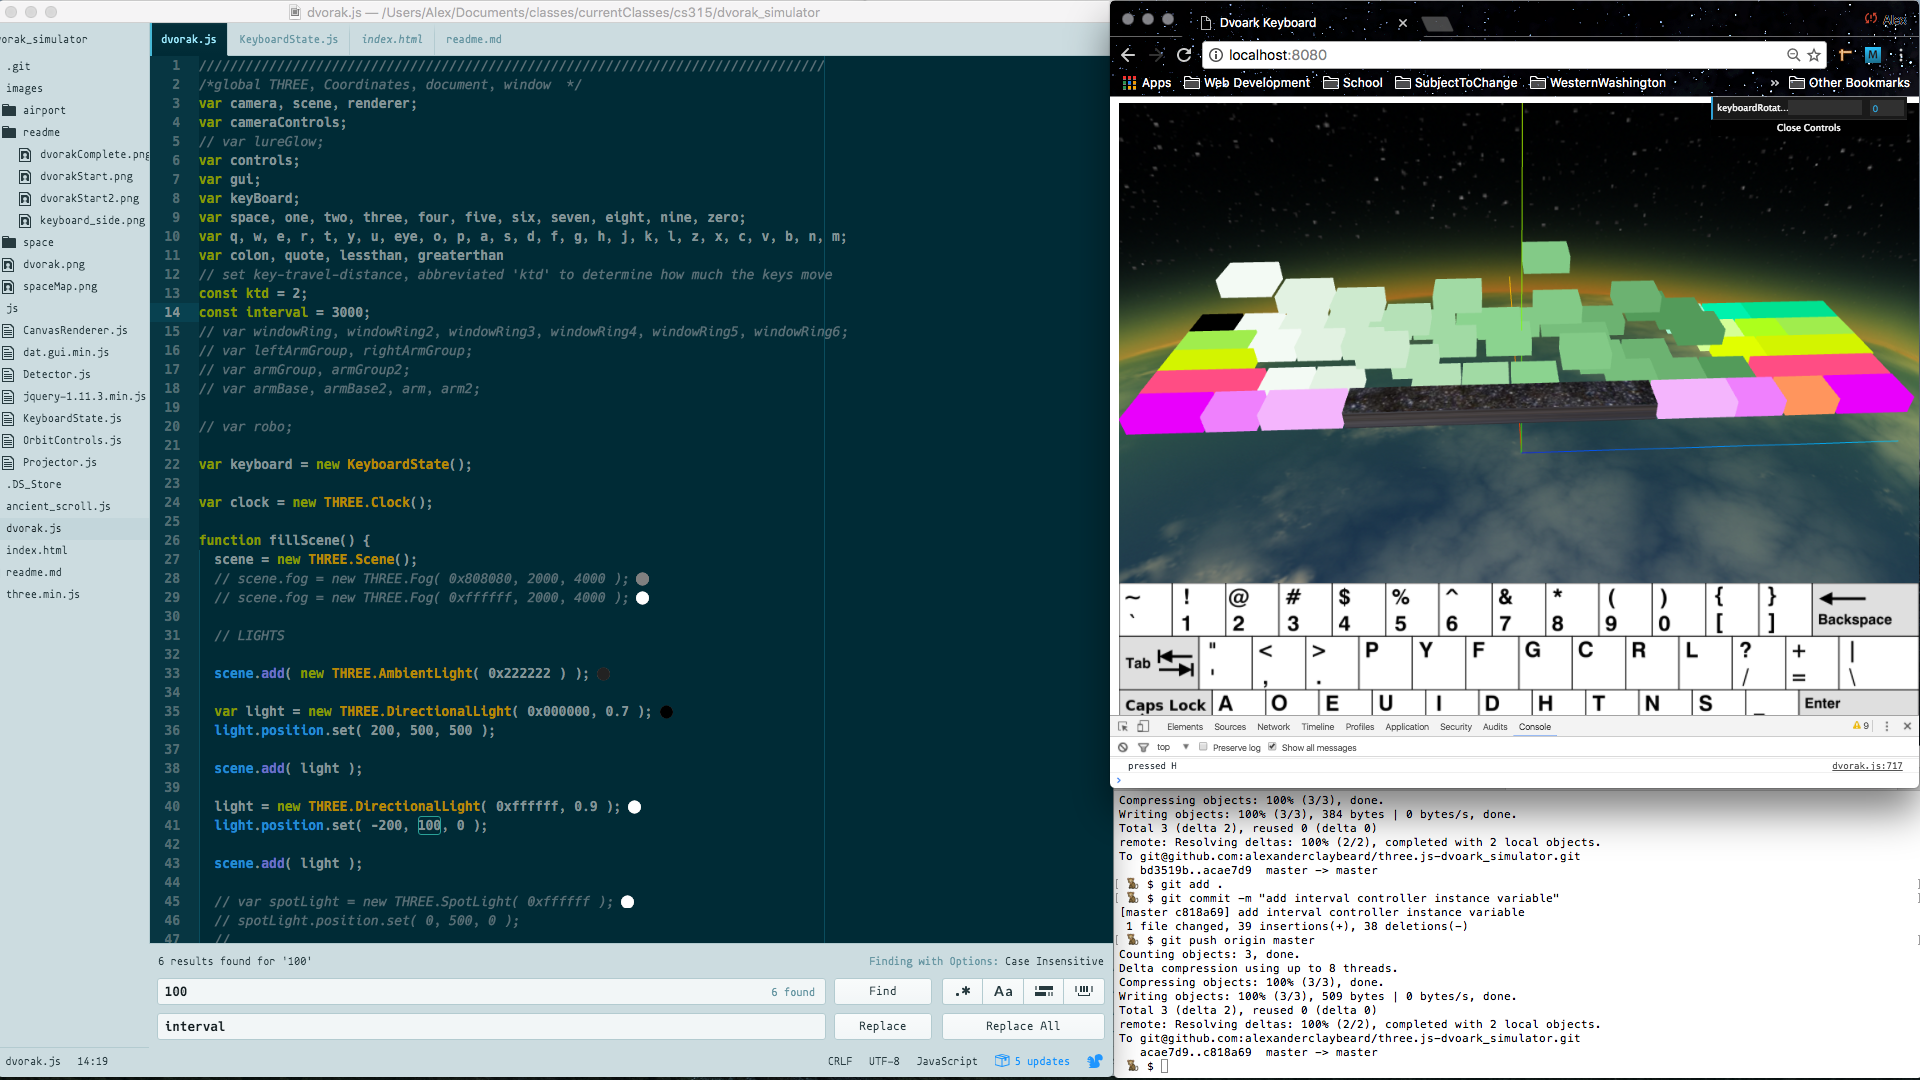 dvorak.js — /Users/Alex/Documents/classes/currentClasses/cs315/dvorak_simulator
vorak_simulator
.git
images
airport
readme
dvorakComplete.png
dvorakStart.png
dvorakStart2.png
keyboard_side.png
space
dvorak.png
spaceMap.png
js
CanvasRenderer.js
dat.gui.min.js
Detector.js
jquery-1.11.3.min.js
KeyboardState.js
OrbitControls.js
Projector.js
.DS_Store
ancient_scroll.js
dvorak.js
index.html
readme.md
three.min.js
dvorak.js KeyboardState.js index.html readme.md
1 ////////////////////////////////////////////////////////////////////////////////
2 /*global THREE, Coordinates, document, window */
3 var camera, scene, renderer;
4 var cameraControls;
5 // var lureGlow;
6 var controls;
7 var gui;
8 var keyBoard;
9 var space, one, two, three, four, five, six, seven, eight, nine, zero;
10 var q, w, e, r, t, y, u, eye, o, p, a, s, d, f, g, h, j, k, l, z, x, c, v, b, n, m;
11 var colon, quote, lessthan, greaterthan
12 // set key-travel-distance, abbreviated 'ktd' to determine how much the keys move
13 const ktd = 2;
14 const interval = 3000;
15 // var windowRing, windowRing2, windowRing3, windowRing4, windowRing5, windowRing6;
16 // var leftArmGroup, rightArmGroup;
17 // var armGroup, armGroup2;
18 // var armBase, armBase2, arm, arm2;
19
20 // var robo;
21
22 var keyboard = new KeyboardState();
23
24 var clock = new THREE.Clock();
25
26 function fillScene() {
27 scene = new THREE.Scene();
28 // scene.fog = new THREE.Fog( 0x808080, 2000, 4000 );
29 // scene.fog = new THREE.Fog( 0xffffff, 2000, 4000 );
30
31 // LIGHTS
32
33 scene.add( new THREE.AmbientLight( 0x222222 ) );
34
35 var light = new THREE.DirectionalLight( 0x000000, 0.7 );
36 light.position.set( 200, 500, 500 );
37
38 scene.add( light );
39
40 light = new THREE.DirectionalLight( 0xffffff, 0.9 );
41 light.position.set( -200, 100, 0 );
42
43 scene.add( light );
44
45 // var spotLight = new THREE.SpotLight( 0xffffff );
46 // spotLight.position.set( 0, 500, 0 );
47 //
6 results found for '100' Finding with Options: Case Insensitive
100 6 found Find .* Aa
interval Replace Replace All
dvorak.js 14:19 CRLF UTF-8 JavaScript 5 updates
Dvoark Keyboard Alex
localhost:8080 M
Apps Web Development School SubjectToChange WesternWashington » Other Bookmarks
keyboardRotat... 0
Close Controls
~ ! @ # $ % ^ & * ( ) { }
` 1 2 3 4 5 6 7 8 9 0 [ ] Backspace
Tab " < > P Y F G C R L ? + |
' , . / = \
Caps Lock A O E U I D H T N S _ Enter
Elements Sources Network Timeline Profiles Application Security Audits Console 9
top Preserve log Show all messages
pressed H dvorak.js:717
Compressing objects: 100% (3/3), done.
Writing objects: 100% (3/3), 384 bytes | 0 bytes/s, done.
Total 3 (delta 2), reused 0 (delta 0)
remote: Resolving deltas: 100% (2/2), completed with 2 local objects.
To git@github.com:alexanderclaybeard/three.js-dvoark_simulator.git
bd3519b..acae7d9 master -> master
$ git add .
$ git commit -m "add interval controller instance variable"
[master c818a69] add interval controller instance variable
1 file changed, 39 insertions(+), 38 deletions(-)
$ git push origin master
Counting objects: 3, done.
Delta compression using up to 8 threads.
Compressing objects: 100% (3/3), done.
Writing objects: 100% (3/3), 509 bytes | 0 bytes/s, done.
Total 3 (delta 2), reused 0 (delta 0)
remote: Resolving deltas: 100% (2/2), completed with 2 local objects.
To git@github.com:alexanderclaybeard/three.js-dvoark_simulator.git
acae7d9..c818a69 master -> master
$